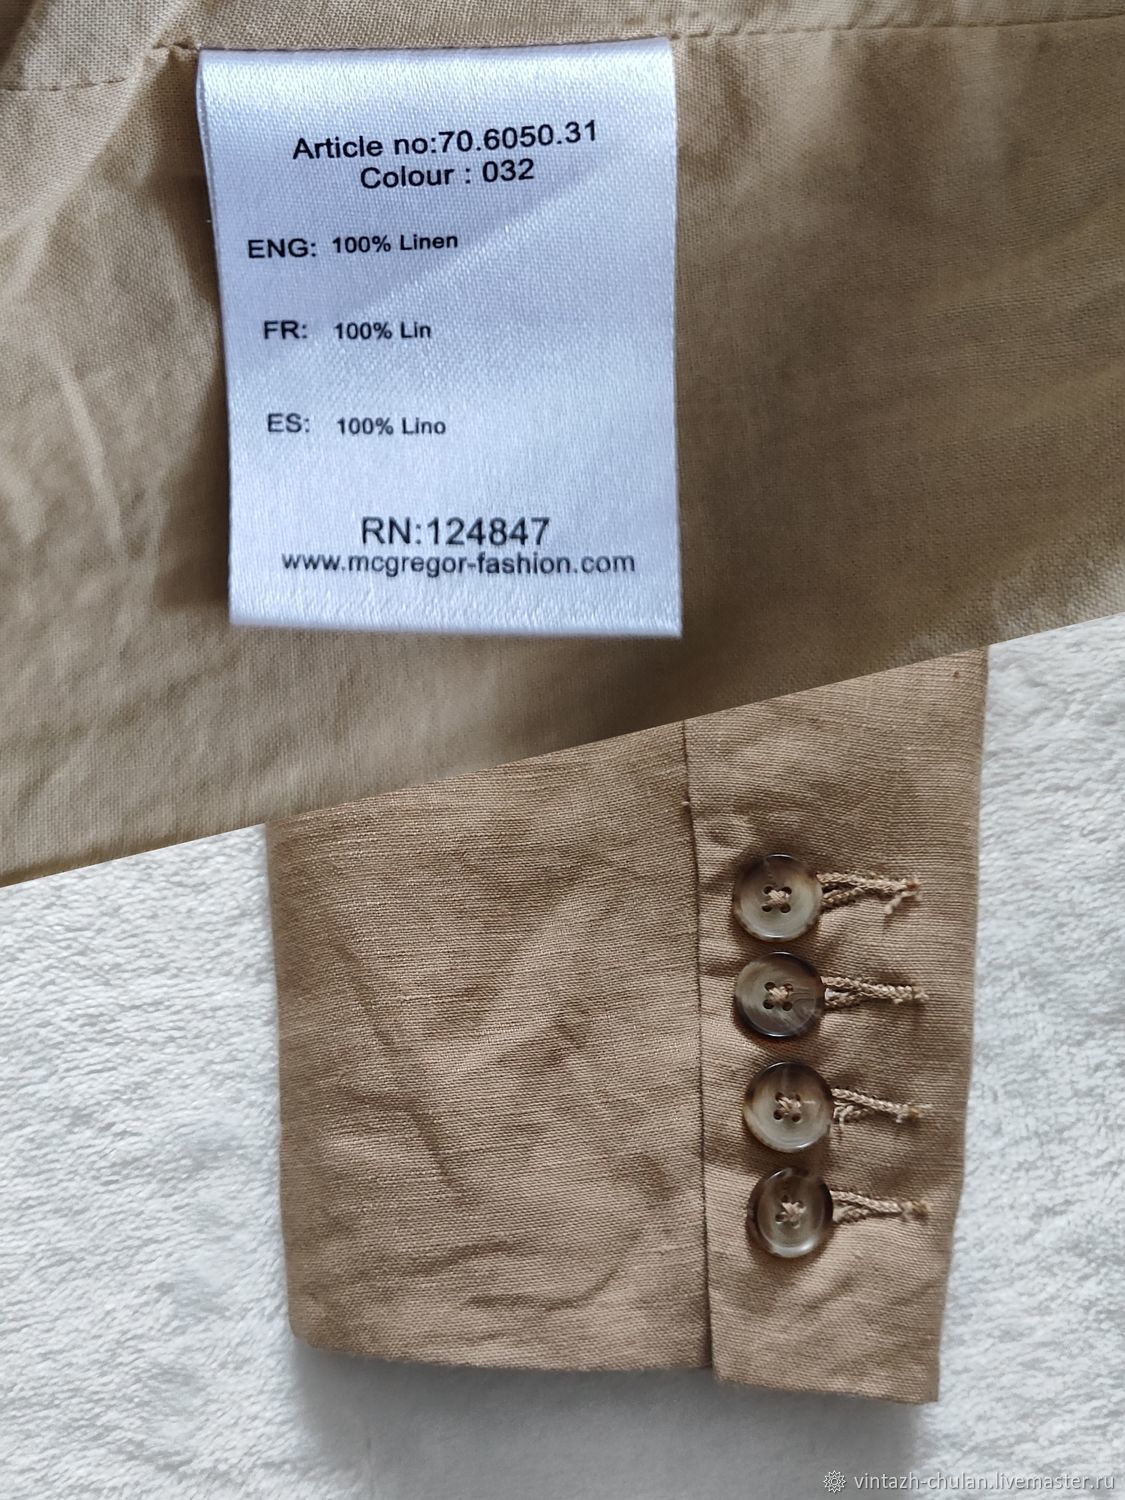 Article no:70.6050.31
Colour : 032
ENG: 100% Linen
FR: 100% Lin
ES: 100% Lino
RN:124847
www.mcgregor-fashion.com
vintazh-chulan.livemaster.ru